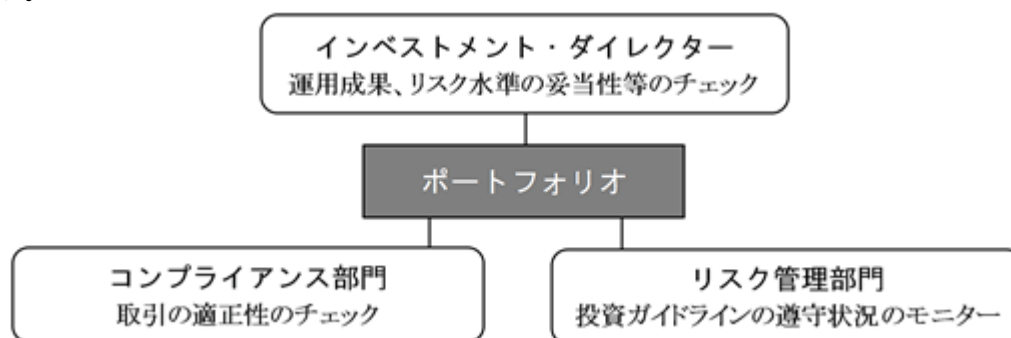 インベストメント・ダイレクター
運用成果、リスク水準の妥当性等のチェック
ポートフォリオ
コンプライアンス部門
取引の適正性のチェック
リスク管理部門
投資ガイドラインの遵守状況のモニター